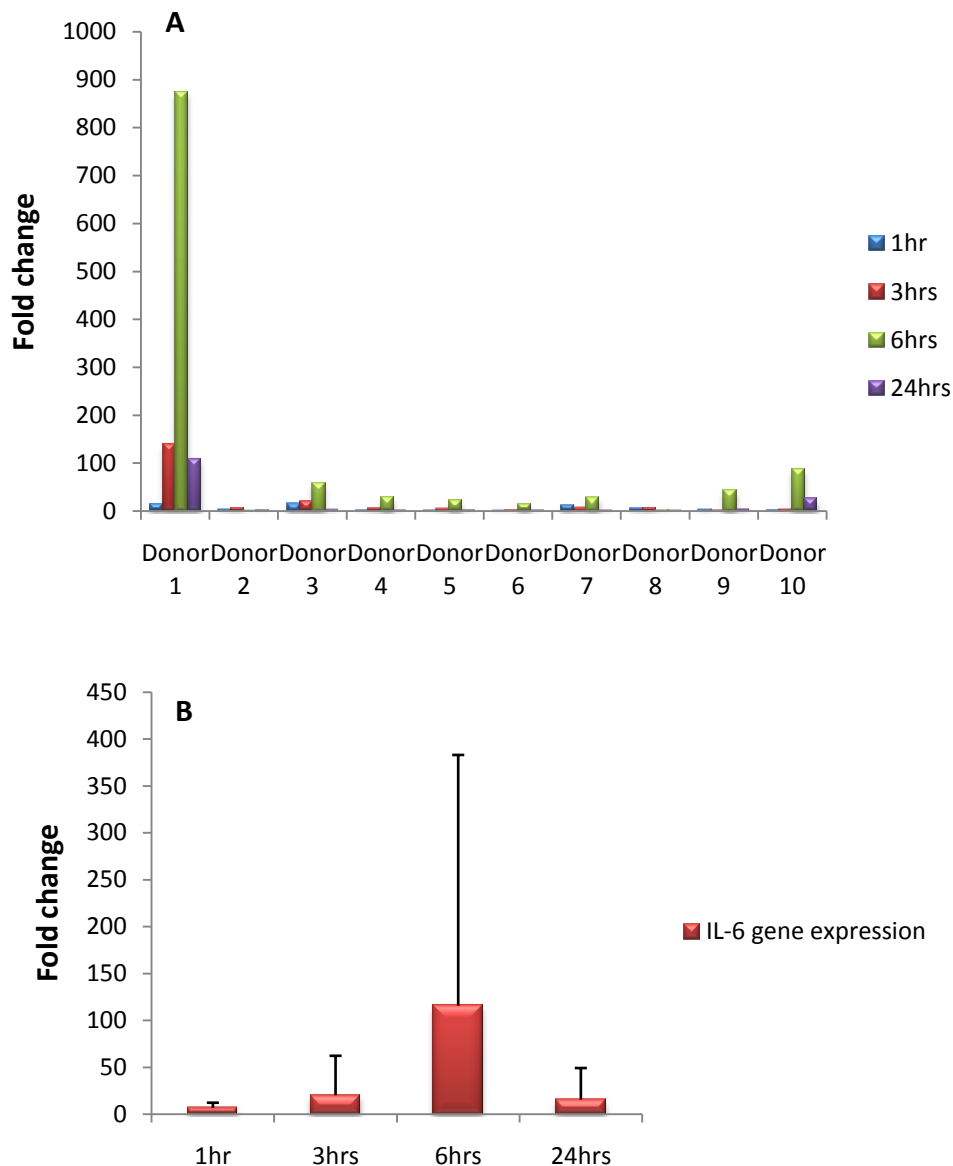 A
1000
900
800
700
600
500
400
300
200
100
0
Fold change
1hr
3hrs
6hrs
24hrs
Donor Donor Donor Donor Donor Donor Donor Donor Donor Donor
1 2 3 4 5 6 7 8 9 10
B
450
400
350
300
250
200
150
100
50
0
Fold change
IL-6 gene expression
1hr 3hrs 6hrs 24hrs